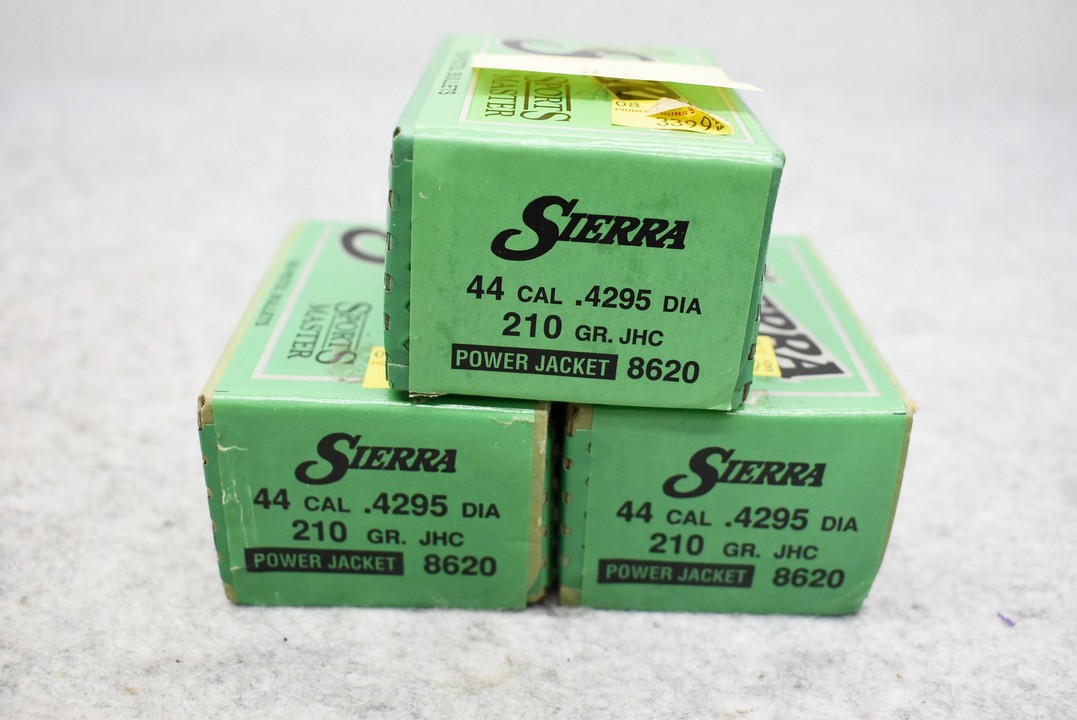 SPORTS
MASTER
SIERRA
44 CAL .4295 DIA
210 GR. JHC
POWER JACKET 8620
SPORTS
MASTER
SIERRA
44 CAL .4295 DIA
210 GR. JHC
POWER JACKET 8620
SIERRA
44 CAL .4295 DIA
210 GR. JHC
POWER JACKET 8620